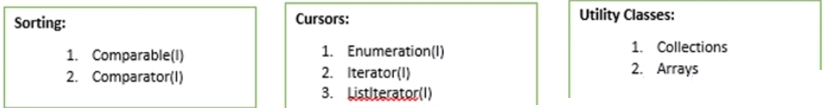 Sorting:
1. Comparable(I)
2. Comparator(I)
Cursors:
1. Enumeration(I)
2. Iterator(I)
3. ListIterator(I)
Utility Classes:
1. Collections
2. Arrays